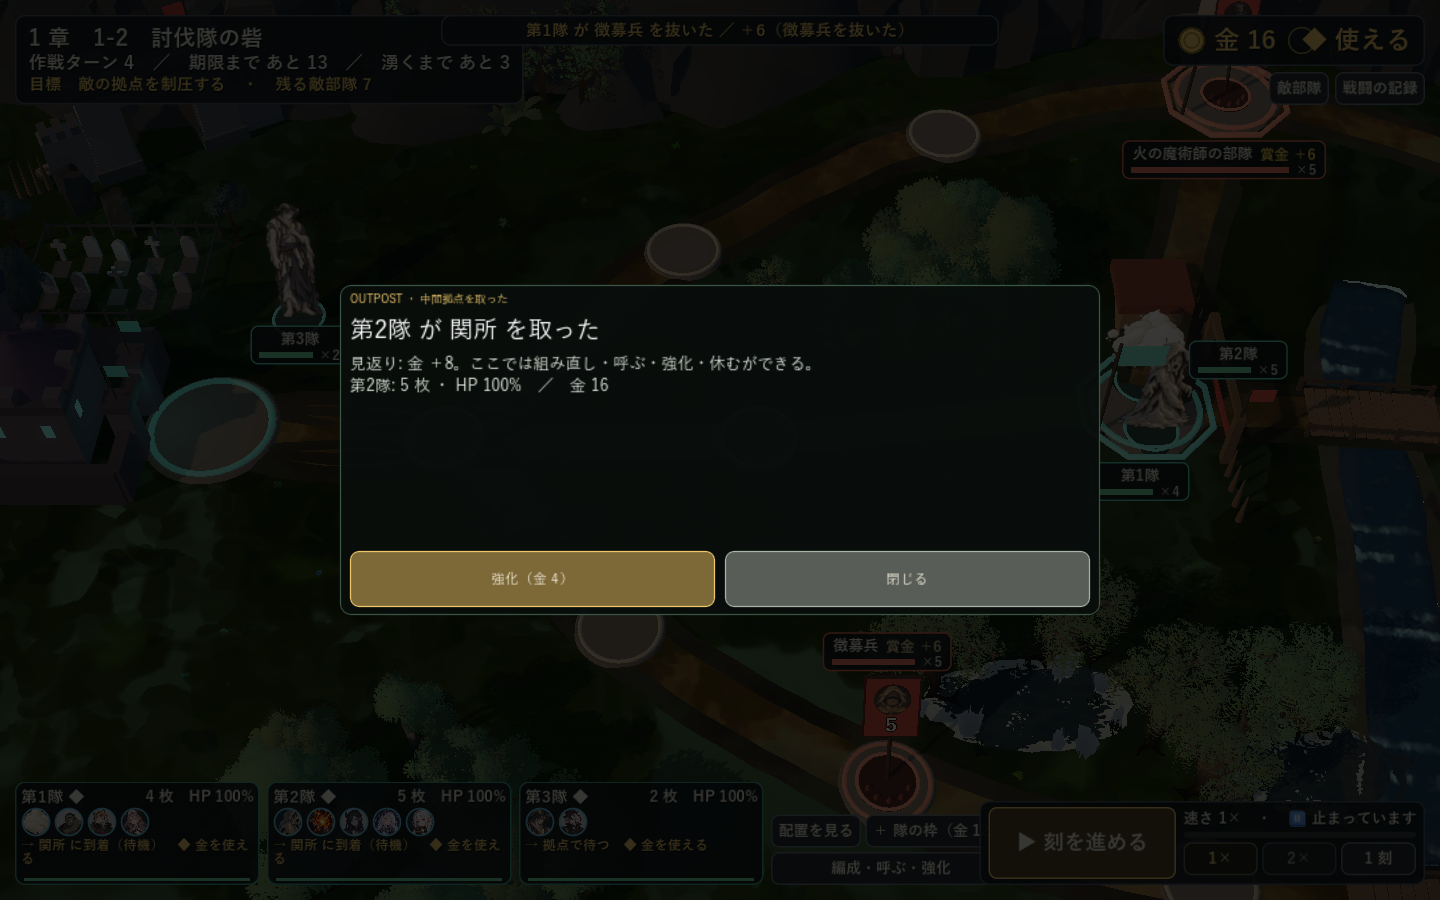 1 章 1-2 討伐隊の砦
作戦ターン 4 ／ 期限まで あと 13 ／ 湧くまで あと 3
目標 敵の拠点を制圧する ・ 残る敵部隊 7
第1隊 が 徴募兵 を抜いた ／ +6（徴募兵を抜いた）
金 16 使える
敵部隊
戦闘の記録
火の魔術師の部隊 賞金 +6
×5
第3隊
×2
OUTPOST ・ 中間拠点を取った
第2隊 が 関所 を取った
見返り: 金 +8。ここでは組み直し・呼ぶ・強化・休むができる。
第2隊: 5 枚 ・ HP 100% ／ 金 16
強化（金 4）
閉じる
第2隊
×5
第1隊
×4
徴募兵 賞金 +6
×5
5
第1隊 ◆ 4 枚 HP 100%
→ 関所 に到着（待機） ◆ 金を使え
る
第2隊 ◆ 5 枚 HP 100%
→ 関所 に到着（待機） ◆ 金を使え
る
第3隊 ◆ 2 枚 HP 100%
→ 拠点で待つ ◆ 金を使える
配置を見る
+ 隊の枠（金 1
編成・呼ぶ・強化
▶ 刻を進める
速さ 1× ・ ⏸ 止まっています
1×
2×
1 刻